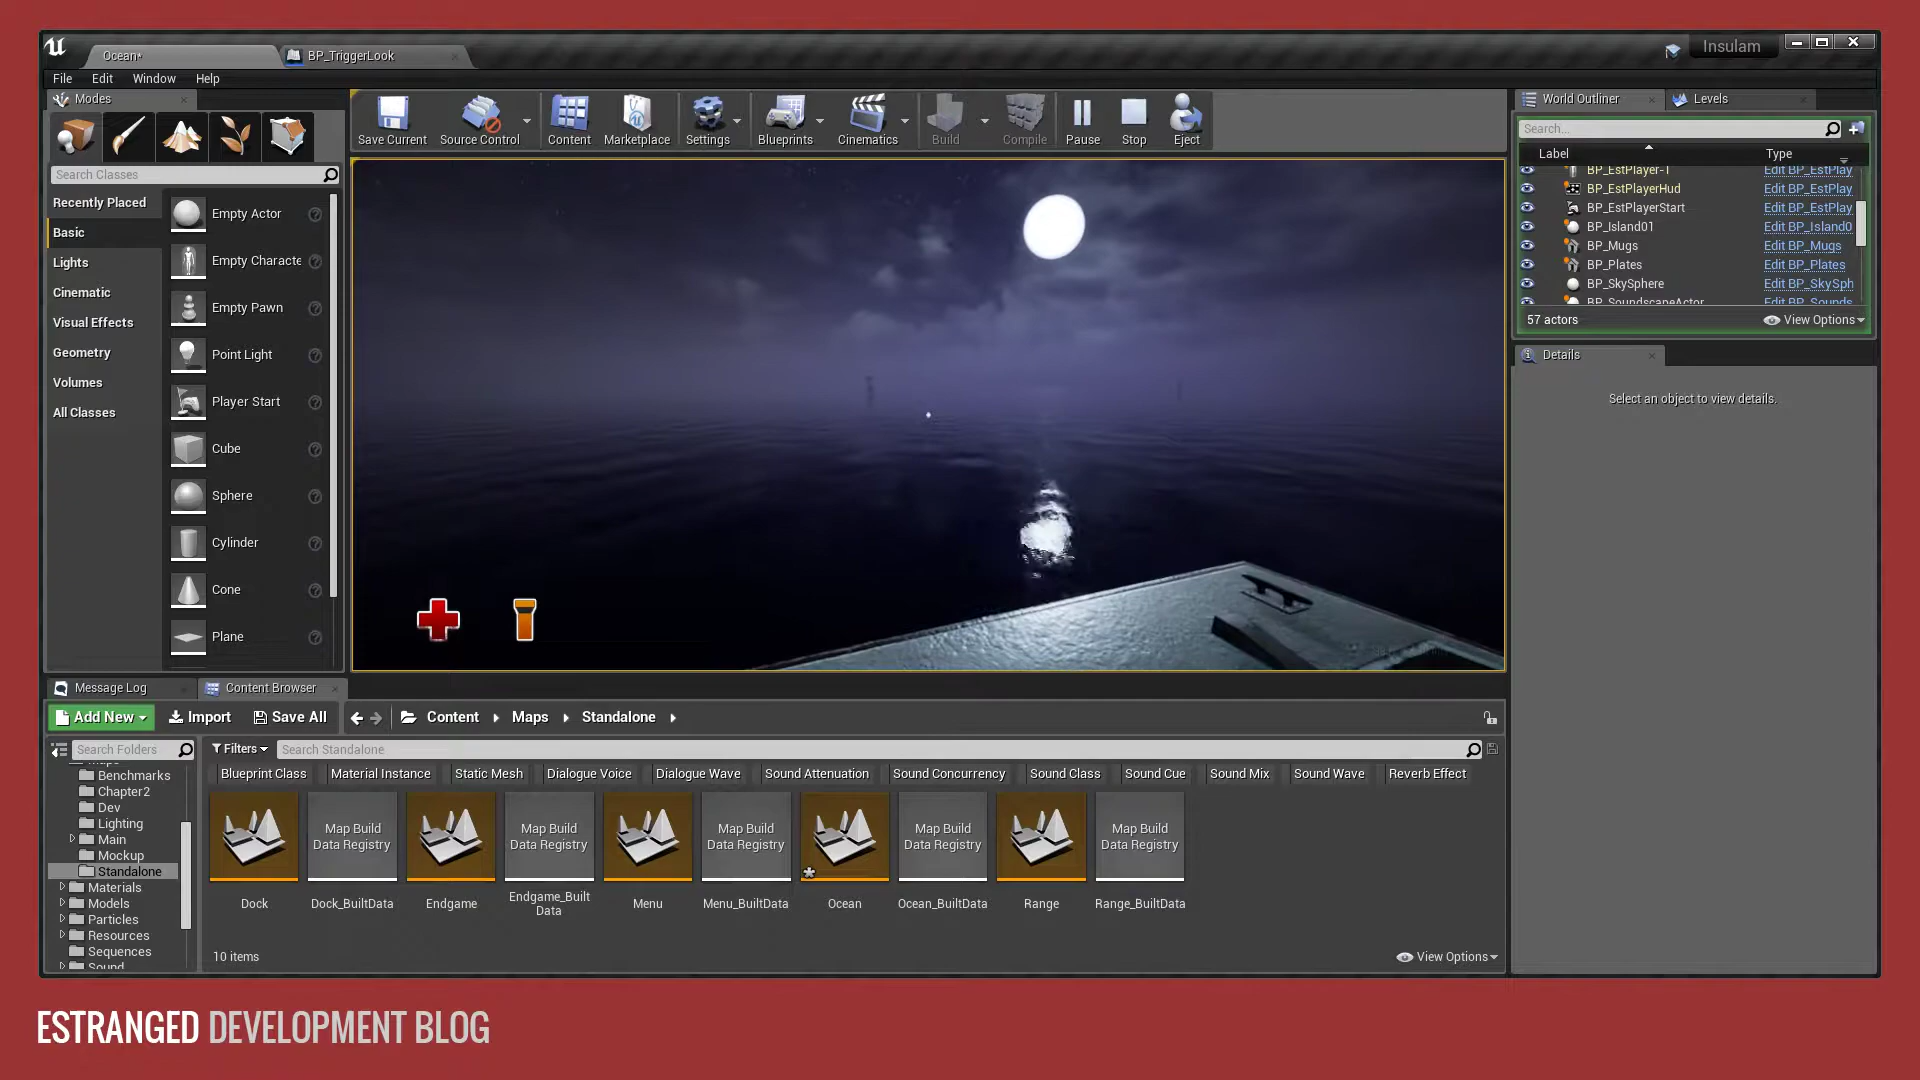 Ocean*
BP_TriggerLook
Insulam
File Edit Window Help
Modes
Search Classes
Recently Placed
Basic
Lights
Cinematic
Visual Effects
Geometry
Volumes
All Classes
Empty Actor
Empty Characte
Empty Pawn
Point Light
Player Start
Cube
Sphere
Cylinder
Cone
Plane
Save Current
Source Control
Content
Marketplace
Settings
Blueprints
Cinematics
Build
Compile
Pause
Stop
Eject
World Outliner
Levels
Search...
Label Type
BP_EstPlayer-1 Edit BP_EstPlay
BP_EstPlayerHud Edit BP_EstPlay
BP_EstPlayerStart Edit BP_EstPlay
BP_Island01 Edit BP_Island0
BP_Mugs Edit BP_Mugs
BP_Plates Edit BP_Plates
BP_SkySphere Edit BP_SkySph
BP_SoundscapeActor Edit BP_Sounds
57 actors View Options
Details
Select an object to view details.
Message Log
Content Browser
Add New Import Save All Content Maps Standalone
Search Folders
Filters
Search Standalone
Maps
Benchmarks
Chapter2
Dev
Lighting
Main
Mockup
Standalone
Materials
Models
Particles
Resources
Sequences
Sound
Blueprint Class Material Instance Static Mesh Dialogue Voice Dialogue Wave Sound Attenuation Sound Concurrency Sound Class Sound Cue Sound Mix Sound Wave Reverb Effect
Map Build
Data Registry
Map Build
Data Registry
Map Build
Data Registry
Map Build
Data Registry
Map Build
Data Registry
Dock
Dock_BuiltData
Endgame
Endgame_Built
Data
Menu
Menu_BuiltData
Ocean
Ocean_BuiltData
Range
Range_BuiltData
10 items
View Options
ESTRANGED DEVELOPMENT BLOG